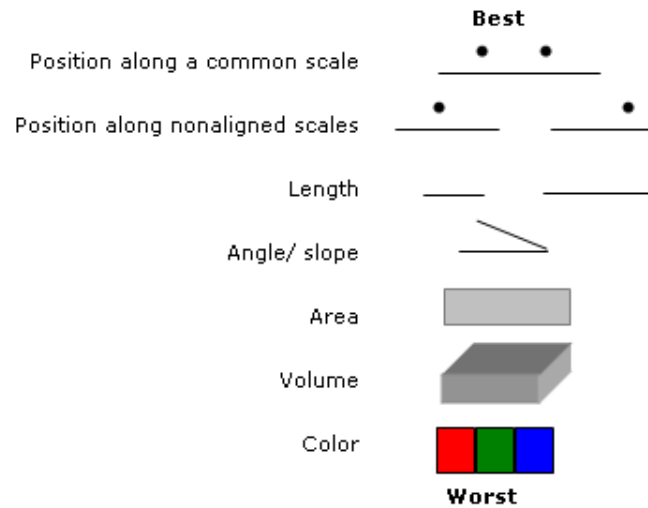 Best
Position along a common scale
Position along nonaligned scales
Length
Angle/ slope
Area
Volume
Color
Worst